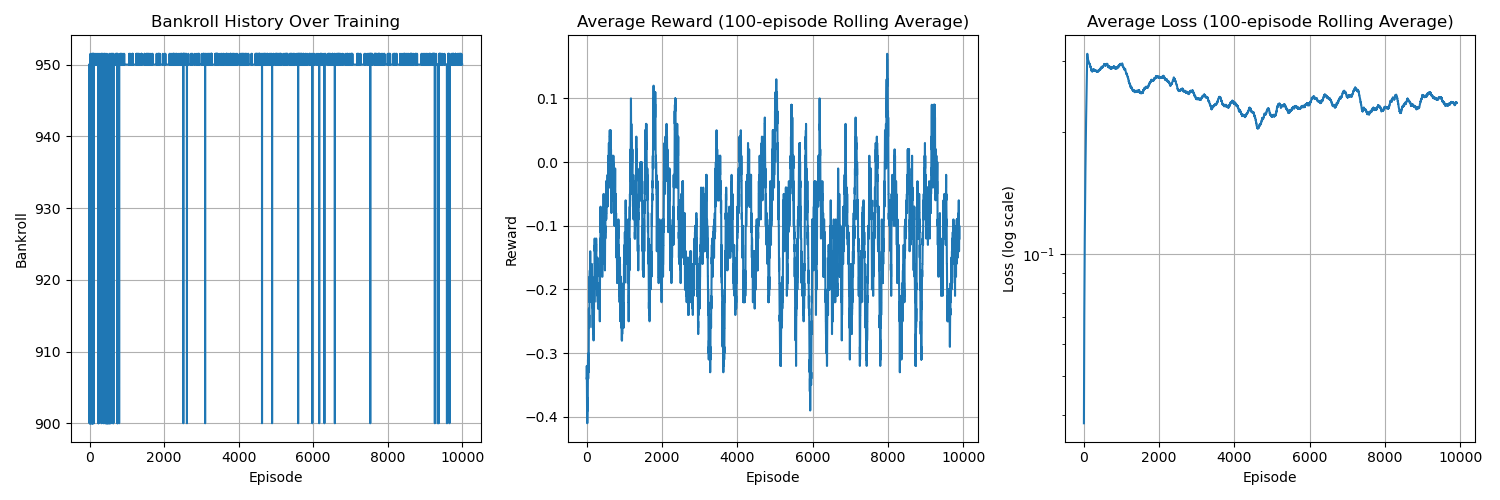 Bankroll History Over Training
Bankroll
950
940
930
920
910
900
0 2000 4000 6000 8000 10000
Episode
Average Reward (100-episode Rolling Average)
Reward
0.1
0.0
−0.1
−0.2
−0.3
−0.4
0 2000 4000 6000 8000 10000
Episode
Average Loss (100-episode Rolling Average)
Loss (log scale)
10⁻¹
0 2000 4000 6000 8000 10000
Episode